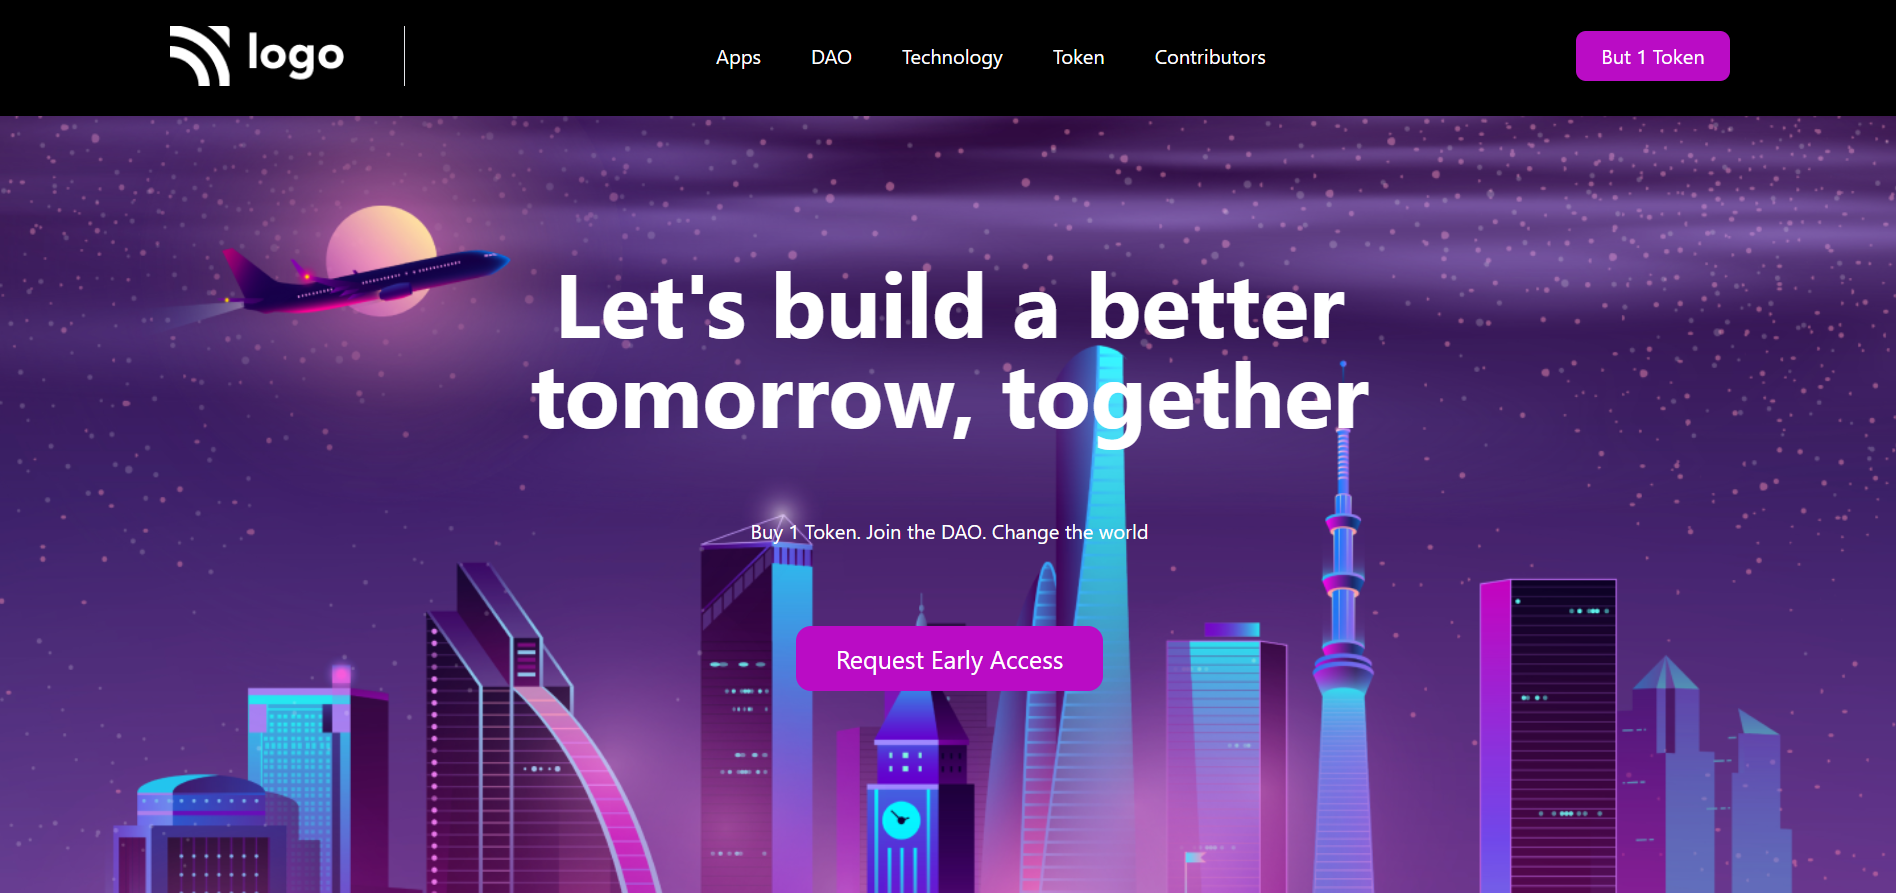 logo
Apps DAO Technology Token Contributors
But 1 Token
Let's build a better
tomorrow, together
Buy 1 Token. Join the DAO. Change the world
Request Early Access